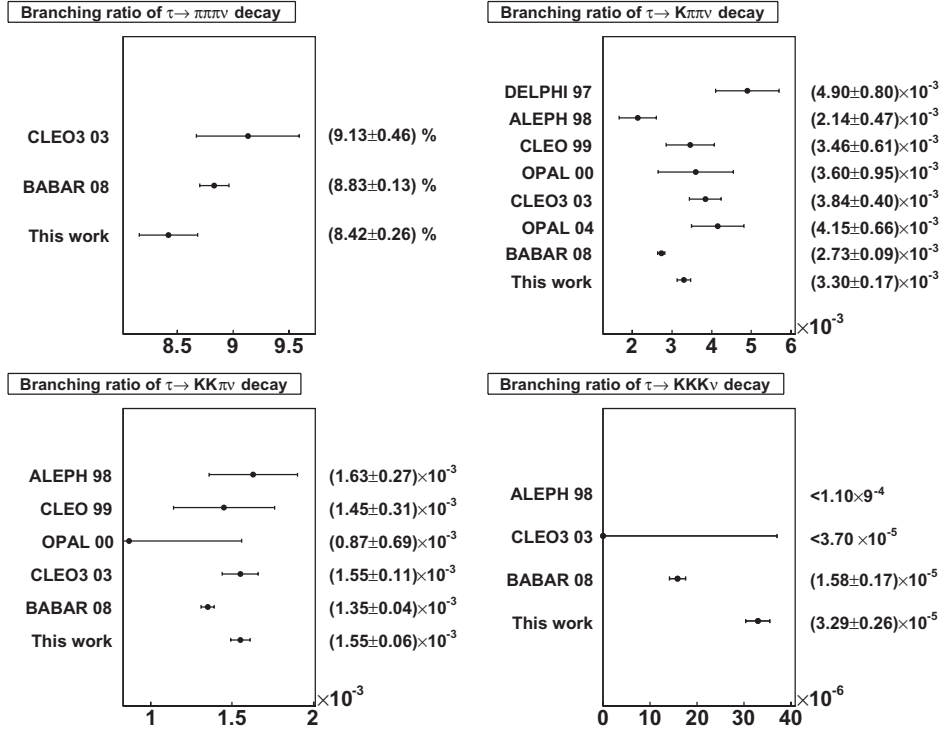 Branching ratio of τ→ πππν decay
CLEO3 03 (9.13±0.46) %
BABAR 08 (8.83±0.13) %
This work (8.42±0.26) %
8.5 9 9.5
Branching ratio of τ→ Kππν decay
DELPHI 97 (4.90±0.80)×10⁻³
ALEPH 98 (2.14±0.47)×10⁻³
CLEO 99 (3.46±0.61)×10⁻³
OPAL 00 (3.60±0.95)×10⁻³
CLEO3 03 (3.84±0.40)×10⁻³
OPAL 04 (4.15±0.66)×10⁻³
BABAR 08 (2.73±0.09)×10⁻³
This work (3.30±0.17)×10⁻³
×10⁻³
2 3 4 5 6
Branching ratio of τ→ KKπν decay
ALEPH 98 (1.63±0.27)×10⁻³
CLEO 99 (1.45±0.31)×10⁻³
OPAL 00 (0.87±0.69)×10⁻³
CLEO3 03 (1.55±0.11)×10⁻³
BABAR 08 (1.35±0.04)×10⁻³
This work (1.55±0.06)×10⁻³
×10⁻³
1 1.5 2
Branching ratio of τ→ KKKν decay
ALEPH 98 <1.10×9⁻⁴
CLEO3 03 <3.70 ×10⁻⁵
BABAR 08 (1.58±0.17)×10⁻⁵
This work (3.29±0.26)×10⁻⁵
×10⁻⁶
0 10 20 30 40